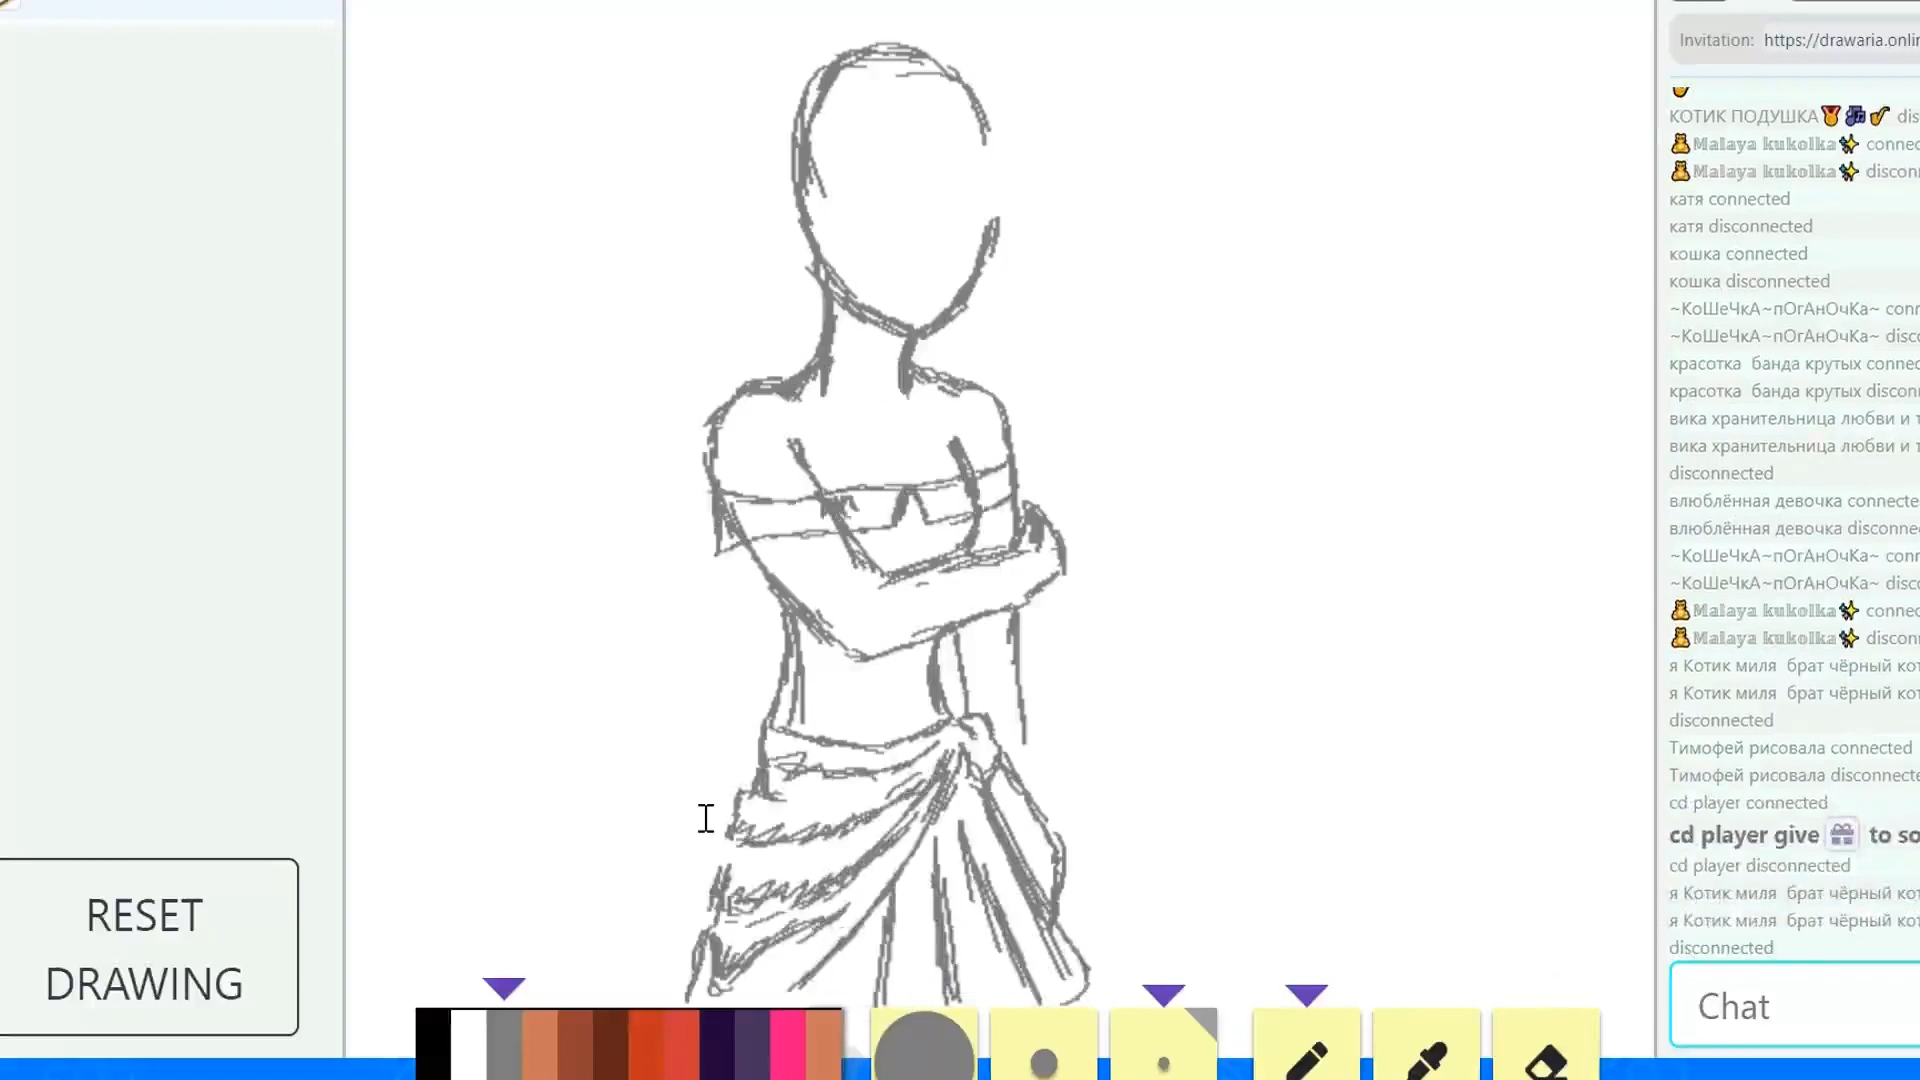 Invitation: https://drawaria.onlin
КОТИК ПОДУШКА🏅🎶🎷 dis
🧸Malaya kukolka✨ connec
🧸Malaya kukolka✨ discon
катя connected
катя disconnected
кошка connected
кошка disconnected
~КоШеЧкА~пОгАнОчКа~ conn
~КоШеЧкА~пОгАнОчКа~ disc
красотка банда крутых connec
красотка банда крутых discon
вика хранительница любви и т
вика хранительница любви и т
disconnected
влюблённая девочка connecte
влюблённая девочка disconne
~КоШеЧкА~пОгАнОчКа~ conn
~КоШеЧкА~пОгАнОчКа~ disc
🧸Malaya kukolka✨ connec
🧸Malaya kukolka✨ discon
я Котик миля брат чёрный кот
я Котик миля брат чёрный кот
disconnected
Тимофей рисовала connected
Тимофей рисовала disconnecte
cd player connected
cd player give 🎁 to so
cd player disconnected
я Котик миля брат чёрный кот
я Котик миля брат чёрный кот
disconnected
Chat
RESET
DRAWING